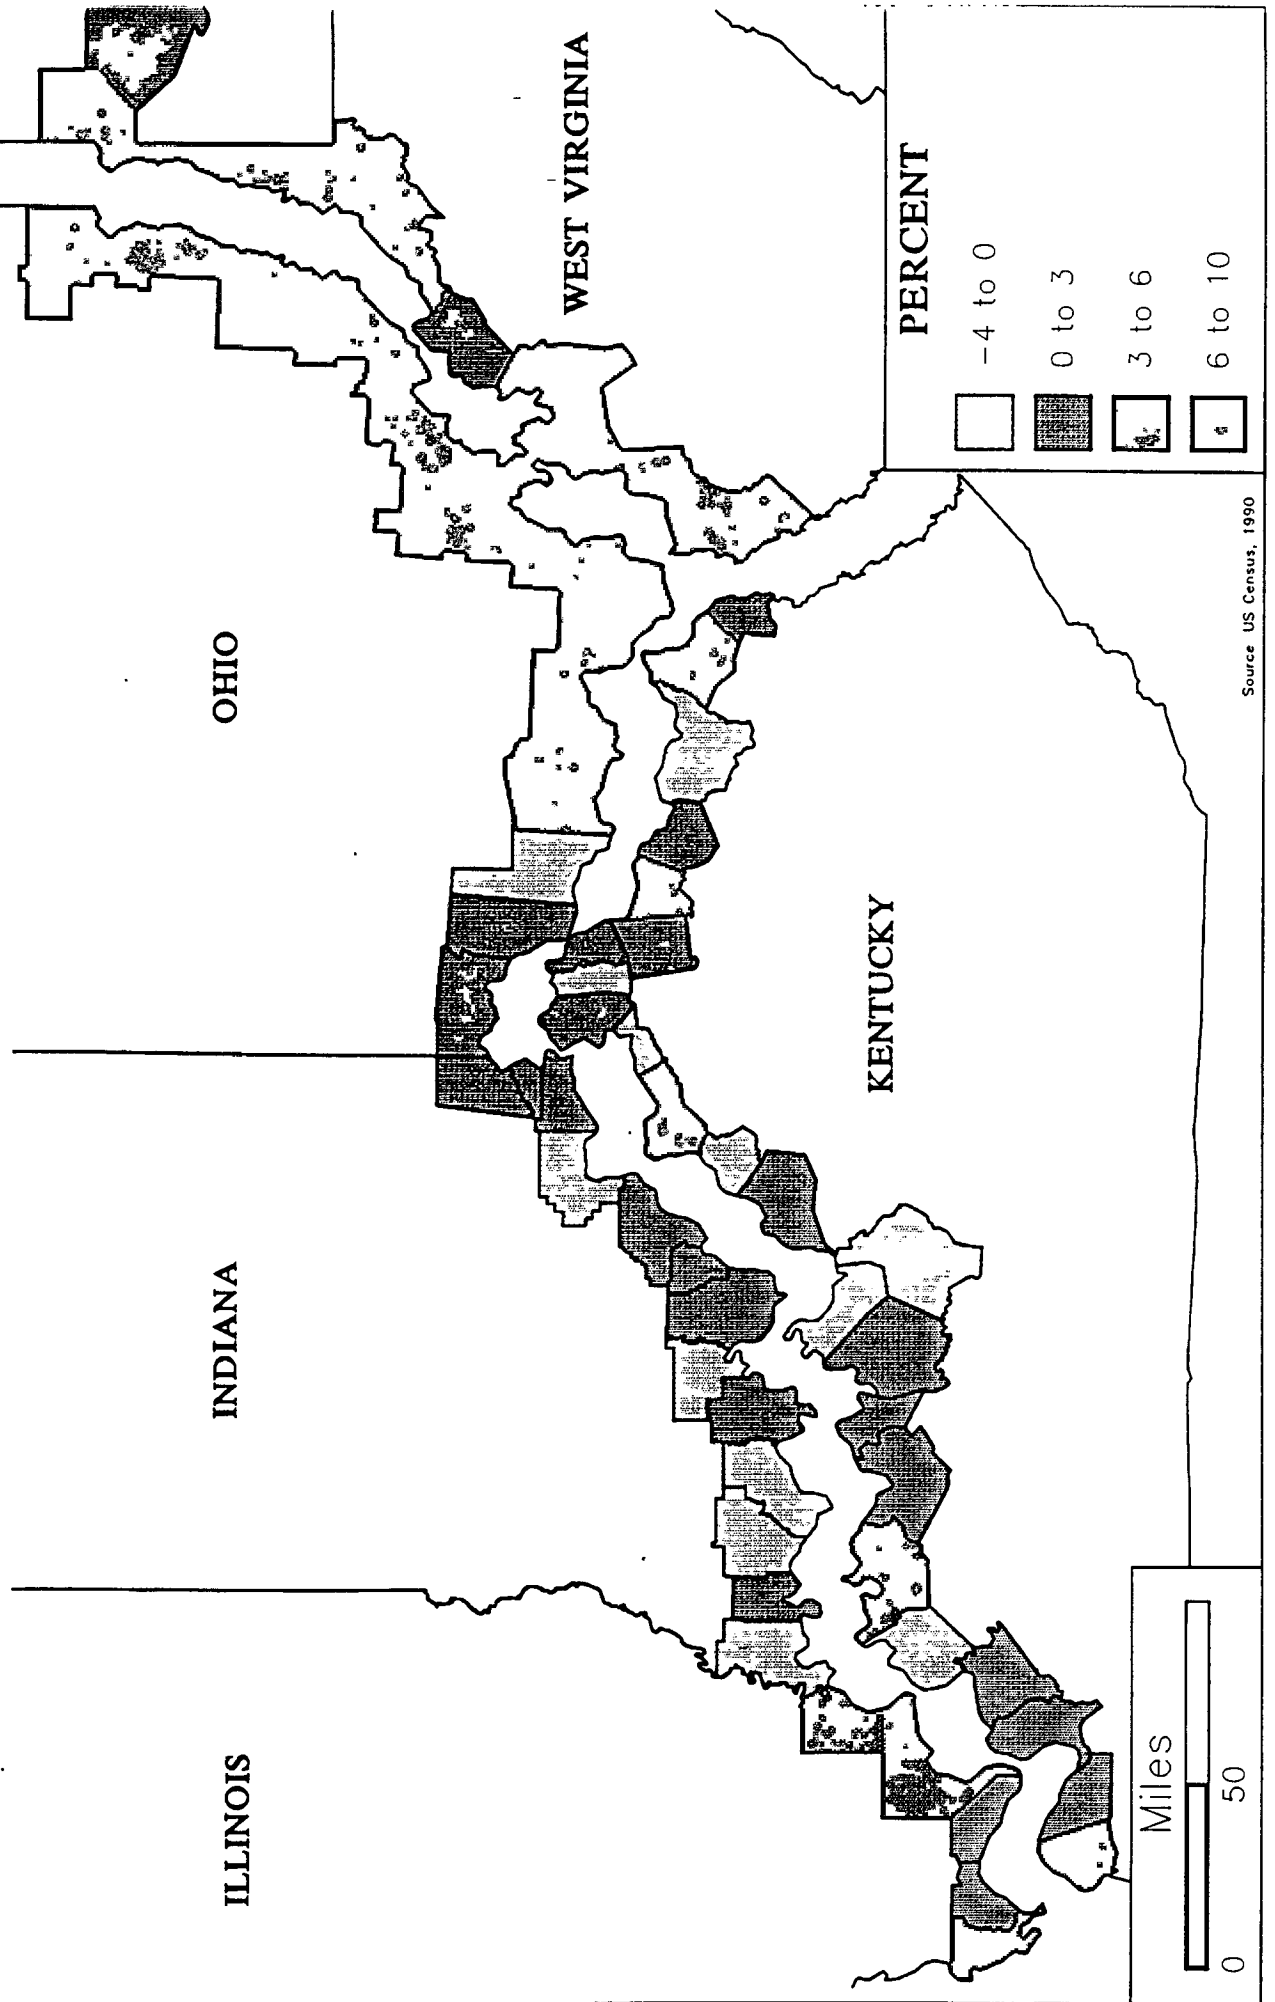 ILLINOIS
INDIANA
OHIO
WEST VIRGINIA
KENTUCKY
PERCENT
-4 to 0
0 to 3
3 to 6
6 to 10
Miles
0 50
Source US Census, 1990